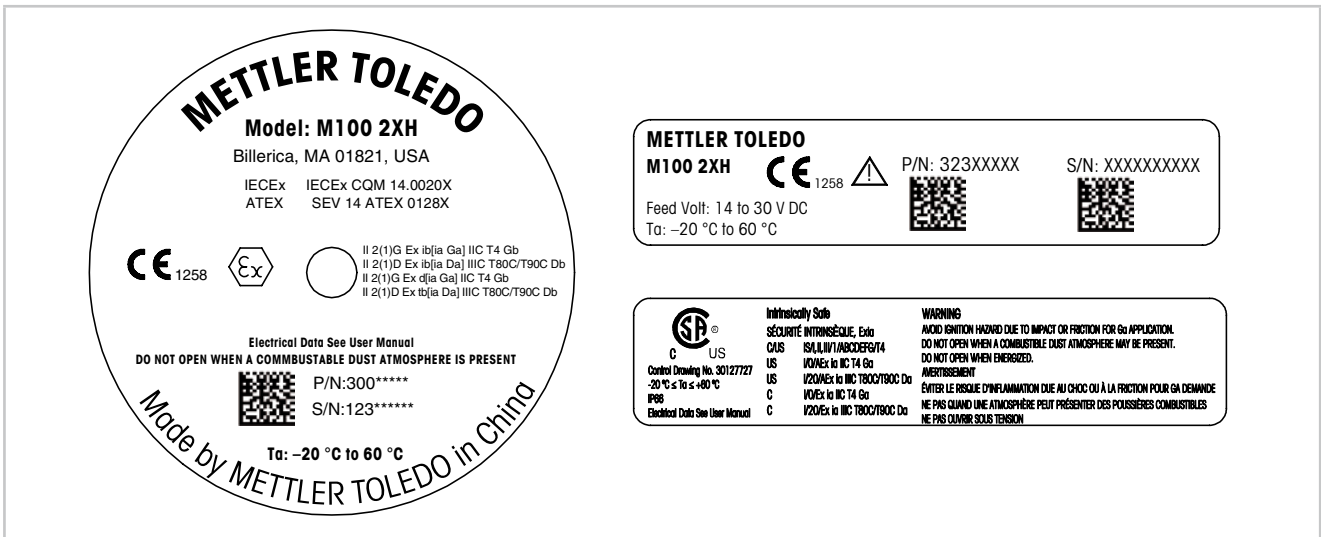 METTLER TOLEDO
Model: M100 2XH
Billerica, MA 01821, USA
IECEx IECEx CQM 14.0020X
ATEX SEV 14 ATEX 0128X
CE 1258 Ex
II 2(1)G Ex ib[ia Ga] IIC T4 Gb
II 2(1)D Ex ib[ia Da] IIIC T80C/T90C Db
II 2(1)G Ex d[ia Ga] IIC T4 Gb
II 2(1)D Ex tb[ia Da] IIIC T80C/T90C Db
Electrical Data See User Manual
DO NOT OPEN WHEN A COMMBUSTABLE DUST ATMOSPHERE IS PRESENT
P/N:300*****
S/N:123******
Ta: –20 °C to 60 °C
Made by METTLER TOLEDO in China
METTLER TOLEDO
M100 2XH CE 1258 P/N: 323XXXXX S/N: XXXXXXXXXX
Feed Volt: 14 to 30 V DC
Ta: –20 °C to 60 °C
SA ®
C US
Control Drawing No. 30127727
-20 °C ≤ Ta ≤ +60 °C
IP66
Electrical Data See User Manual
Intrinsically Safe
SÉCURITÉ INTRINSÈQUE, Exia
C/US IS/I,II,III/1/ABCDEFG/T4
US I/0/AEx ia IIC T4 Ga
US I/20/AEx ia IIIC T80C/T90C Da
C I/0/Ex ia IIC T4 Ga
C I/20/Ex ia IIIC T80C/T90C Da
WARNING
AVOID IGNITION HAZARD DUE TO IMPACT OR FRICTION FOR Ga APPLICATION.
DO NOT OPEN WHEN A COMBUSTIBLE DUST ATMOSPHERE MAY BE PRESENT.
DO NOT OPEN WHEN ENERGIZED.
AVERTISSEMENT
ÉVITER LE RISQUE D'INFLAMMATION DUE AU CHOC OU À LA FRICTION POUR GA DEMANDE
NE PAS QUAND UNE ATMOSPHÈRE PEUT PRÉSENTER DES POUSSIÈRES COMBUSTIBLES
NE PAS OUVRIR SOUS TENSION